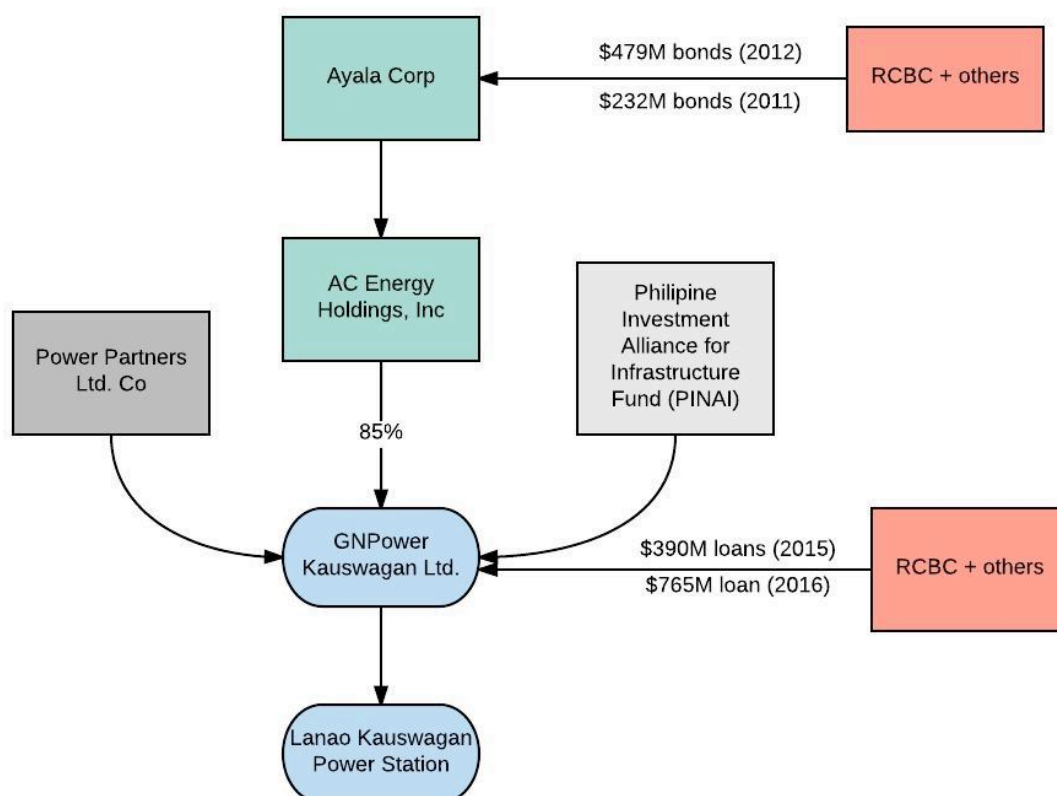 Ayala Corp
$479M bonds (2012)
$232M bonds (2011)
RCBC + others
AC Energy
Holdings, Inc
Philipine
Investment
Alliance for
Infrastructure
Fund (PINAI)
Power Partners
Ltd. Co
85%
GNPower
Kauswagan Ltd.
$390M loans (2015)
$765M loan (2016)
RCBC + others
Lanao Kauswagan
Power Station